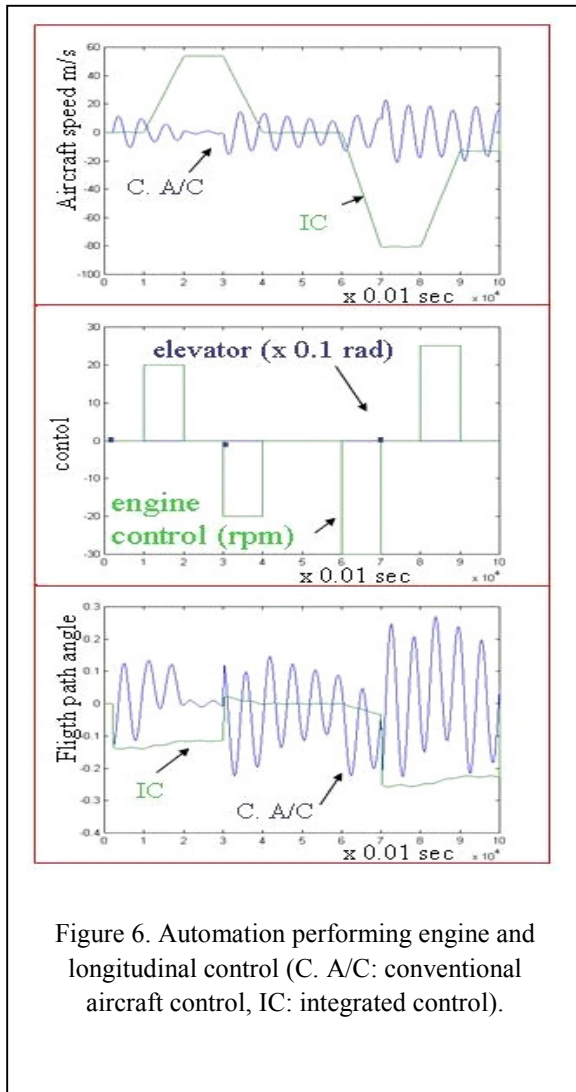 Aircraft speed m/s
60
40
20
0
-20
-40
-60
-80
-100
C. A/C
IC
0 1 2 3 4 5 6 7 8 9 10
x 0.01 sec x 10⁴
contol
30
20
10
0
-10
-20
-30
elevator (x 0.1 rad)
engine
control (rpm)
0 1 2 3 4 5 6 7 8 9 10
x 0.01 sec x 10⁴
Fligth path angle
0.3
0.2
0.1
0
-0.1
-0.2
-0.3
-0.4
IC
C. A/C
0 1 2 3 4 5 6 7 8 9 10
x 0.01 sec x 10⁴
Figure 6. Automation performing engine and
longitudinal control (C. A/C: conventional
aircraft control, IC: integrated control).